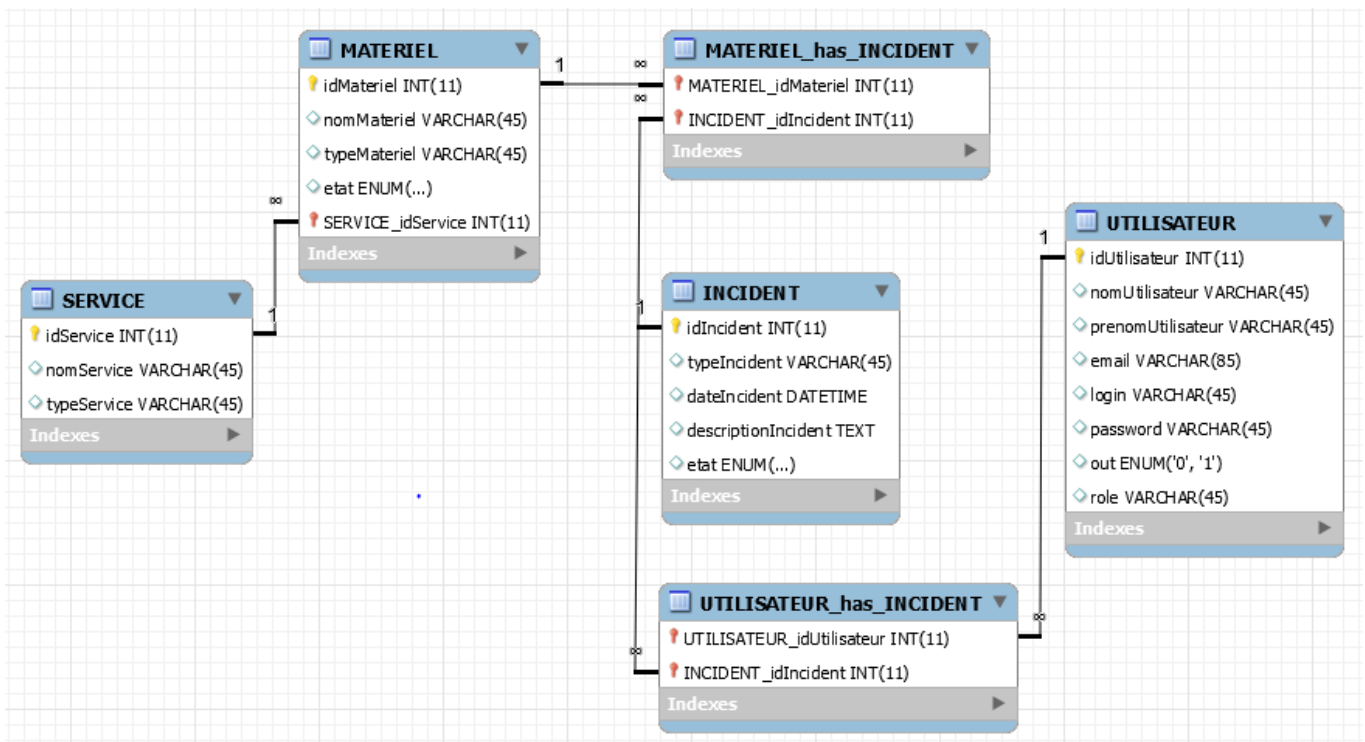 MATERIEL
idMateriel INT(11)
nomMateriel VARCHAR(45)
typeMateriel VARCHAR(45)
etat ENUM(...)
SERVICE_idService INT(11)
Indexes
1
∞
MATERIEL_has_INCIDENT
MATERIEL_idMateriel INT(11)
∞
INCIDENT_idIncident INT(11)
Indexes
∞
1
SERVICE
idService INT(11)
nomService VARCHAR(45)
typeService VARCHAR(45)
Indexes
INCIDENT
1
idIncident INT(11)
typeIncident VARCHAR(45)
dateIncident DATETIME
descriptionIncident TEXT
etat ENUM(...)
Indexes
UTILISATEUR
1
idUtilisateur INT(11)
nomUtilisateur VARCHAR(45)
prenomUtilisateur VARCHAR(45)
email VARCHAR(85)
login VARCHAR(45)
password VARCHAR(45)
out ENUM('0', '1')
role VARCHAR(45)
Indexes
UTILISATEUR_has_INCIDENT
∞
UTILISATEUR_idUtilisateur INT(11)
∞
INCIDENT_idIncident INT(11)
Indexes